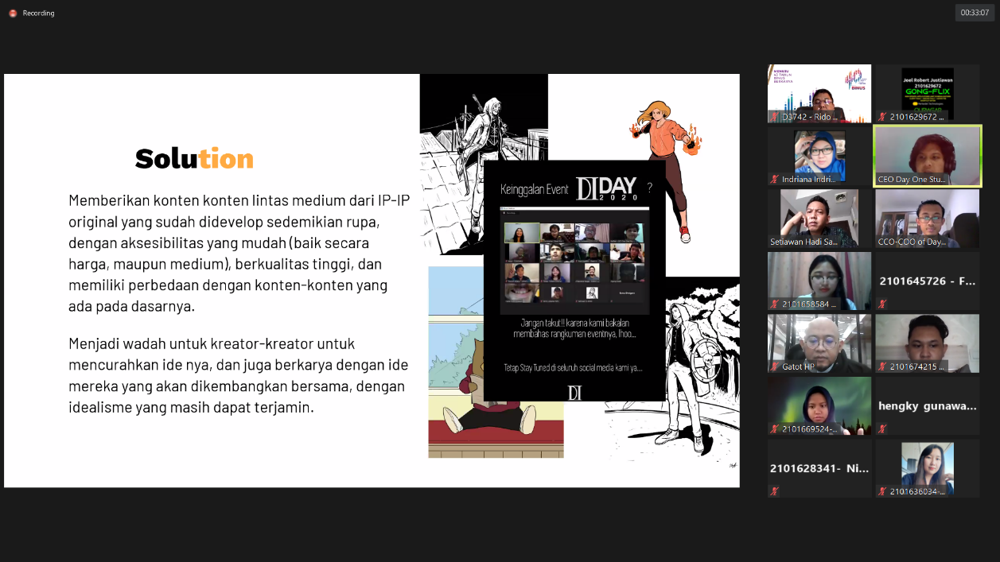 Recording
00:33:07
Solution
Memberikan konten konten lintas medium dari IP-IP
original yang sudah didevelop sedemikian rupa,
dengan aksesibilitas yang mudah (baik secara
harga, maupun medium), berkualitas tinggi, dan
memiliki perbedaan dengan konten-konten yang
ada pada dasarnya.
Menjadi wadah untuk kreator-kreator untuk
mencurahkan ide nya, dan juga berkarya dengan ide
mereka yang akan dikembangkan bersama, dengan
idealisme yang masih dapat terjamin.
Keinggalan Event DI DAY ?
2020
Jangan takut!! karena kami bakalan
membahas rangkuman eventnya, lhoo...
Tetap Stay Tuned di seluruh social media kami ya....
DI
MENUJU
40 TAHUN
BINUS
BERKARYA
BINUS
D3742 - Rido ...
Joel Robert Justiawan
2101629672
GONG-FLIX
2101629672 ...
Indriana Indri...
CEO Day One Stu...
Setiawan Hadi Sa...
CCO-COO of Day...
2101658584 ...
2101645726 - F...
Gatot HP
2101674215 ...
2101669524-...
hengky gunawa...
2101628341- Ni...
2101636034-...